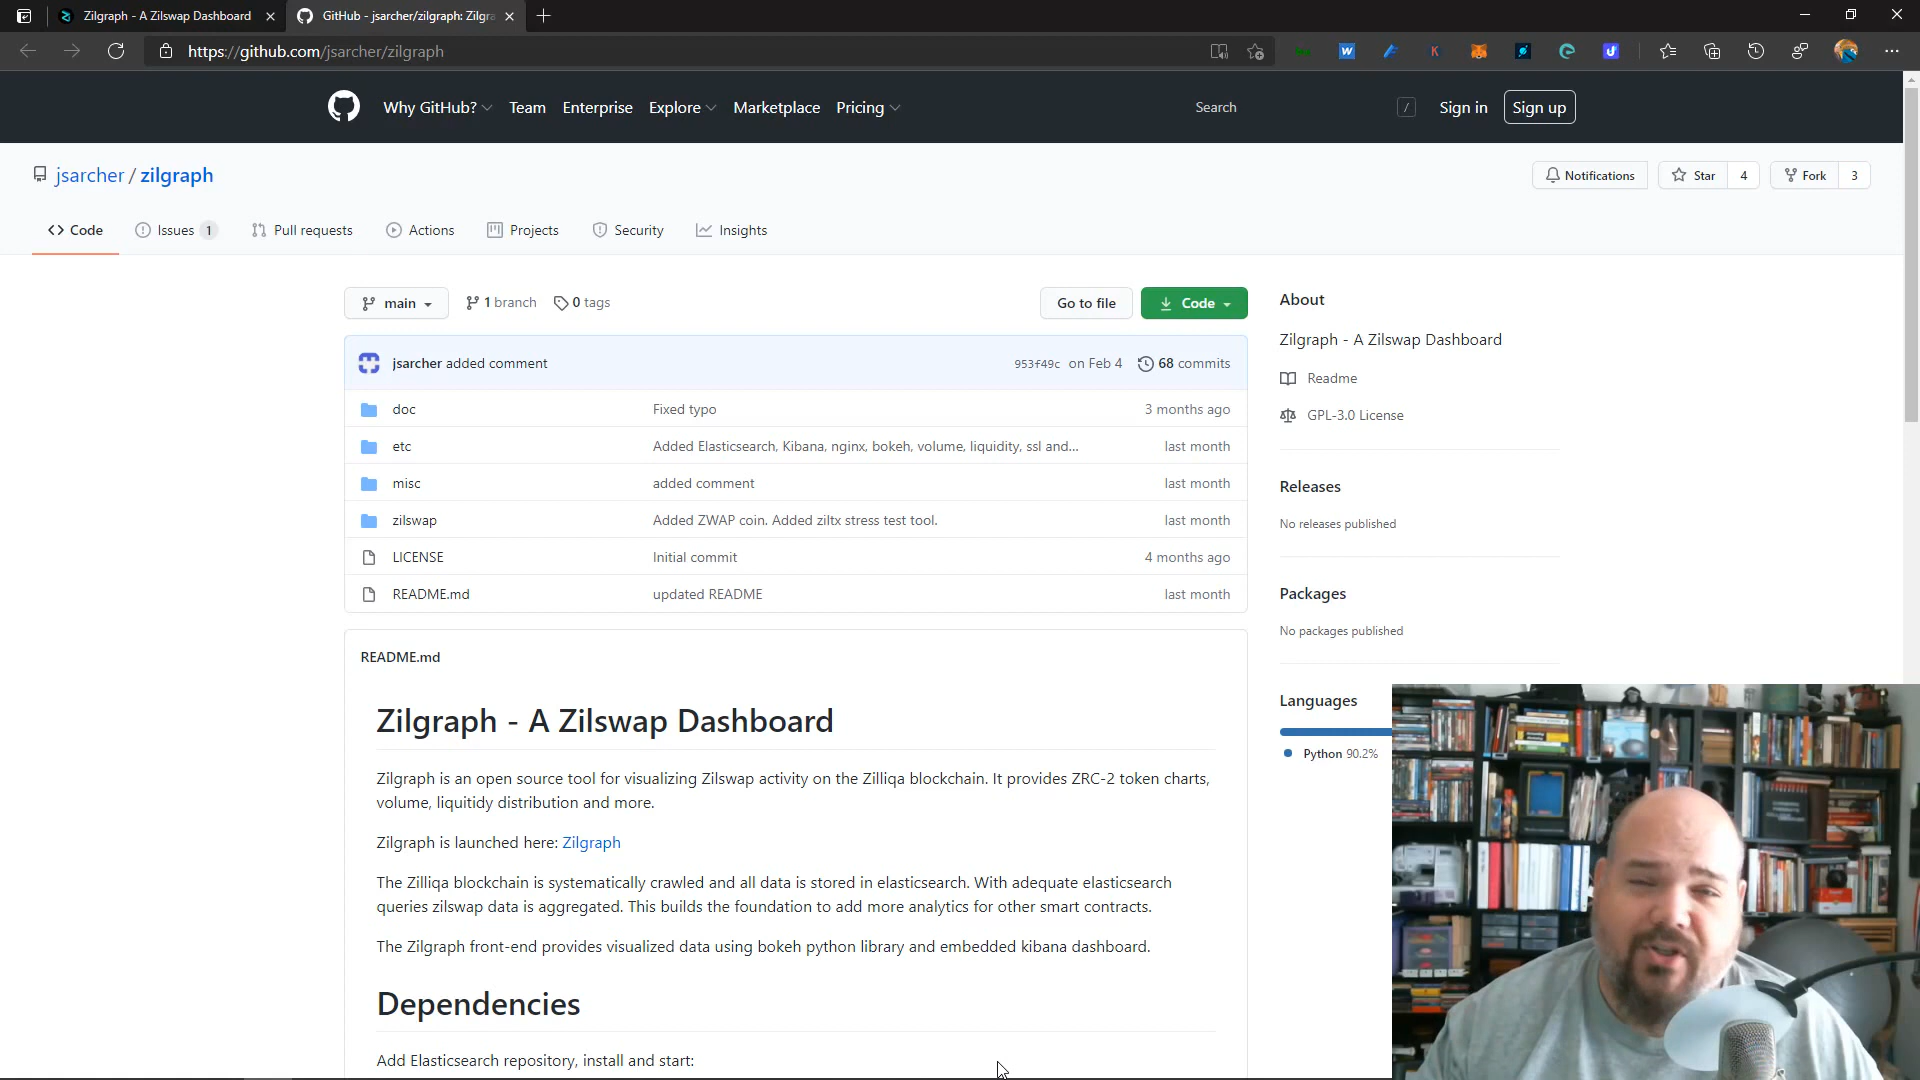 Zilgraph - A Zilswap Dashboard
GitHub - jsarcher/zilgraph: Zilgra
https://github.com/jsarcher/zilgraph
Why GitHub?
Team
Enterprise
Explore
Marketplace
Pricing
Search
/
Sign in
Sign up
jsarcher / zilgraph
Notifications
Star
4
Fork
3
Code
Issues 1
Pull requests
Actions
Projects
Security
Insights
main
1 branch
0 tags
Go to file
Code
jsarcher added comment
953f49c on Feb 4
68 commits
doc
Fixed typo
3 months ago
etc
Added Elasticsearch, Kibana, nginx, bokeh, volume, liquidity, ssl and...
last month
misc
added comment
last month
zilswap
Added ZWAP coin. Added ziltx stress test tool.
last month
LICENSE
Initial commit
4 months ago
README.md
updated README
last month
About
Zilgraph - A Zilswap Dashboard
Readme
GPL-3.0 License
Releases
No releases published
Packages
No packages published
Languages
Python 90.2%
README.md
Zilgraph - A Zilswap Dashboard
Zilgraph is an open source tool for visualizing Zilswap activity on the Zilliqa blockchain. It provides ZRC-2 token charts,
volume, liquitidy distribution and more.
Zilgraph is launched here: Zilgraph
The Zilliqa blockchain is systematically crawled and all data is stored in elasticsearch. With adequate elasticsearch
queries zilswap data is aggregated. This builds the foundation to add more analytics for other smart contracts.
The Zilgraph front-end provides visualized data using bokeh python library and embedded kibana dashboard.
Dependencies
Add Elasticsearch repository, install and start: